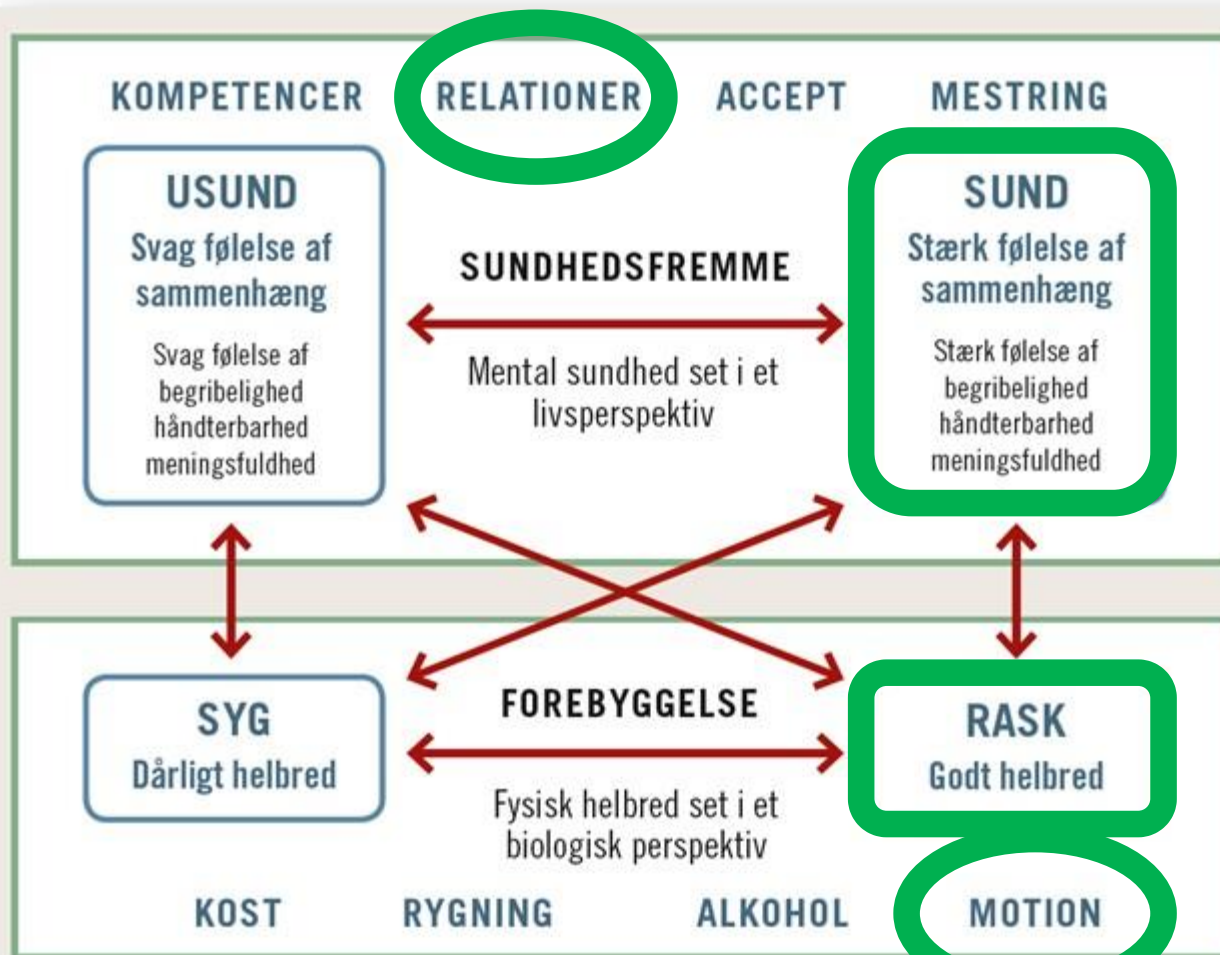 KOMPETENCER RELATIONER ACCEPT MESTRING
USUND
Svag følelse af
sammenhæng
Svag følelse af
begribelighed
håndterbarhed
meningsfuldhed
SUNDHEDSFREMME
Mental sundhed set i et
livsperspektiv
SUND
Stærk følelse af
sammenhæng
Stærk følelse af
begribelighed
håndterbarhed
meningsfuldhed
SYG
Dårligt helbred
FOREBYGGELSE
Fysisk helbred set i et
biologisk perspektiv
RASK
Godt helbred
KOST RYGNING ALKOHOL MOTION